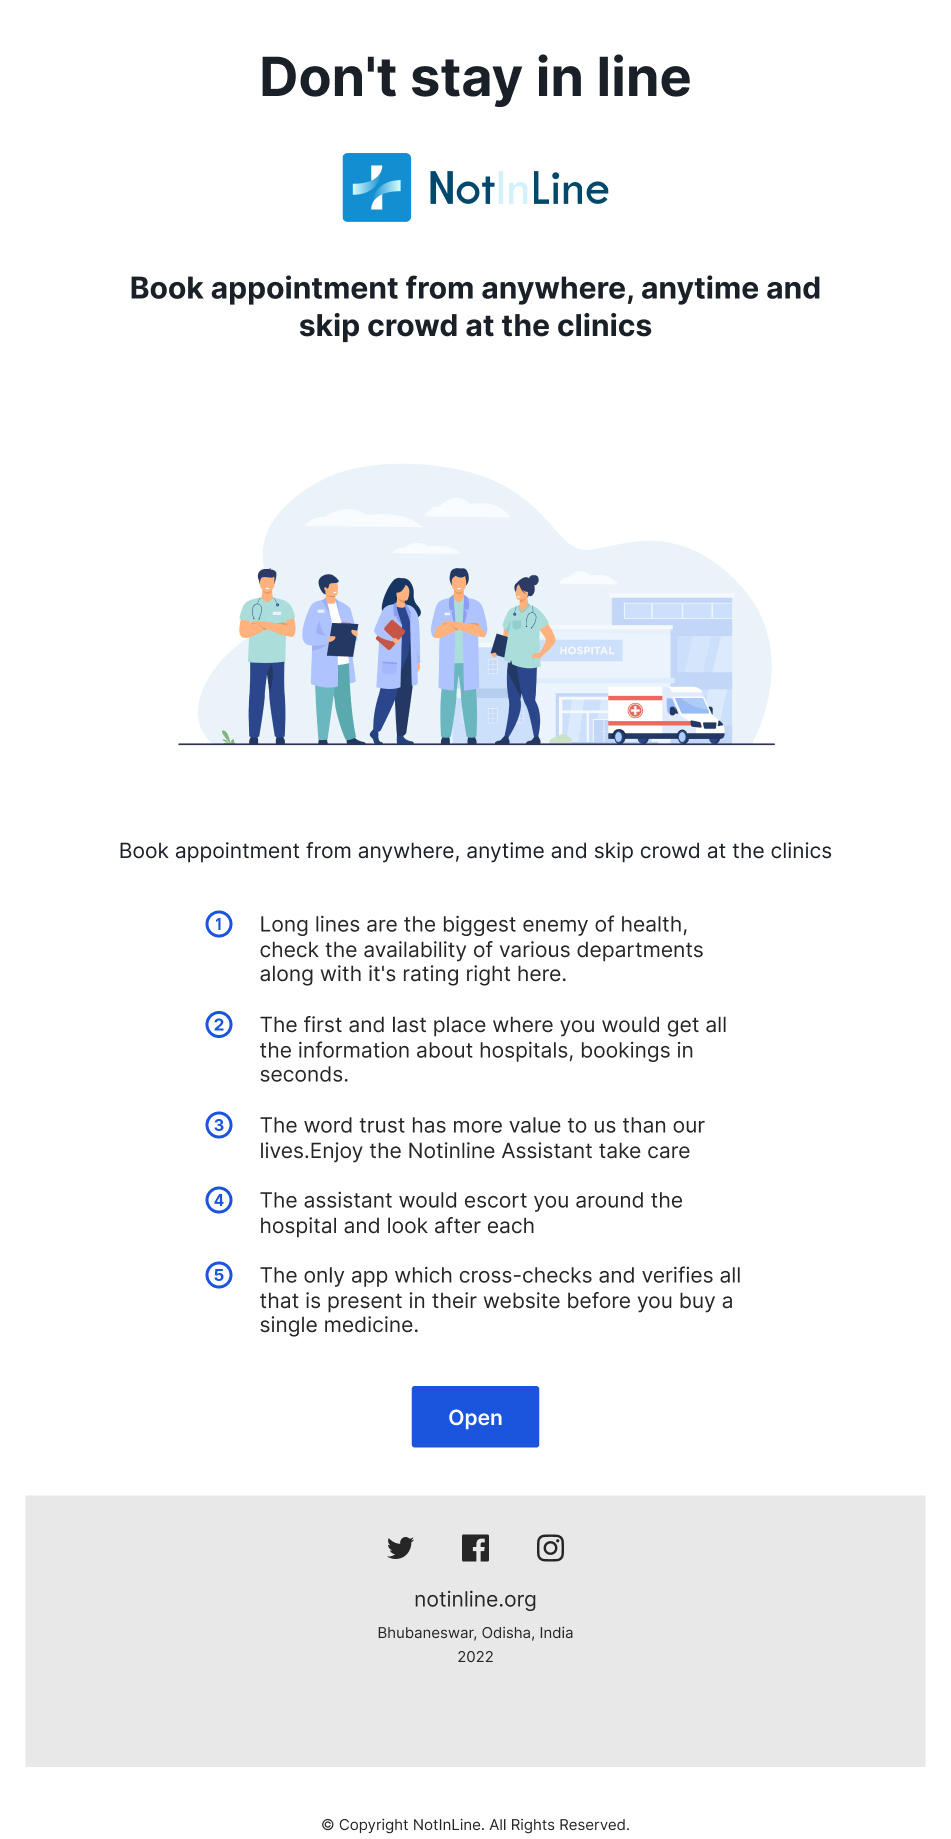 Don't stay in line
NotInLine
Book appointment from anywhere, anytime and
skip crowd at the clinics
HOSPITAL
Book appointment from anywhere, anytime and skip crowd at the clinics
1 Long lines are the biggest enemy of health,
check the availability of various departments
along with it's rating right here.
2 The first and last place where you would get all
the information about hospitals, bookings in
seconds.
3 The word trust has more value to us than our
lives.Enjoy the Notinline Assistant take care
4 The assistant would escort you around the
hospital and look after each
5 The only app which cross-checks and verifies all
that is present in their website before you buy a
single medicine.
Open
notinline.org
Bhubaneswar, Odisha, India
2022
© Copyright NotInLine. All Rights Reserved.